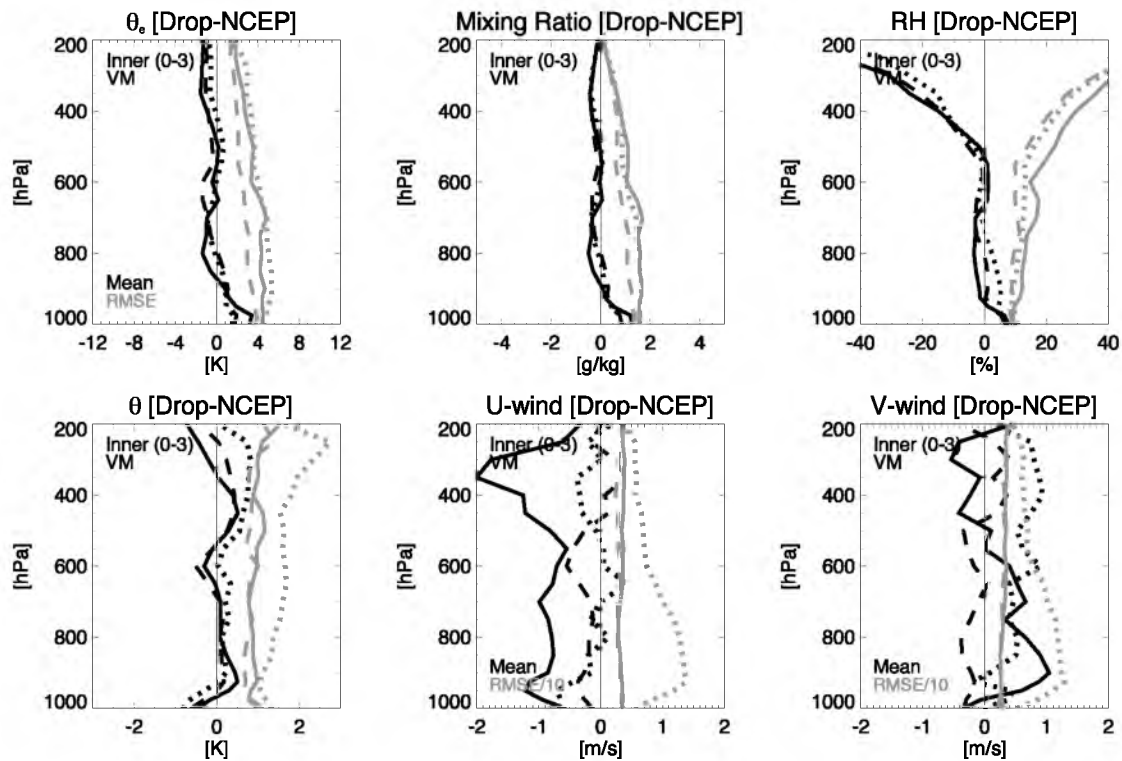 θe [Drop-NCEP]
Mixing Ratio [Drop-NCEP]
RH [Drop-NCEP]
200
400
600
800
1000
[hPa]
Inner (0-3)
VM
Mean
RMSE
-12 -8 -4 0 4 8 12
[K]
200
400
600
800
1000
[hPa]
Inner (0-3)
VM
-4 -2 0 2 4
[g/kg]
200
400
600
800
1000
[hPa]
Inner (0-3)
VM
-40 -20 0 20 40
[%]
θ [Drop-NCEP]
U-wind [Drop-NCEP]
V-wind [Drop-NCEP]
200
400
600
800
1000
[hPa]
Inner (0-3)
VM
-2 0 2
[K]
200
400
600
800
1000
[hPa]
Inner (0-3)
VM
Mean
RMSE/10
-2 -1 0 1 2
[m/s]
200
400
600
800
1000
[hPa]
Inner (0-3)
VM
Mean
RMSE/10
-2 -1 0 1 2
[m/s]